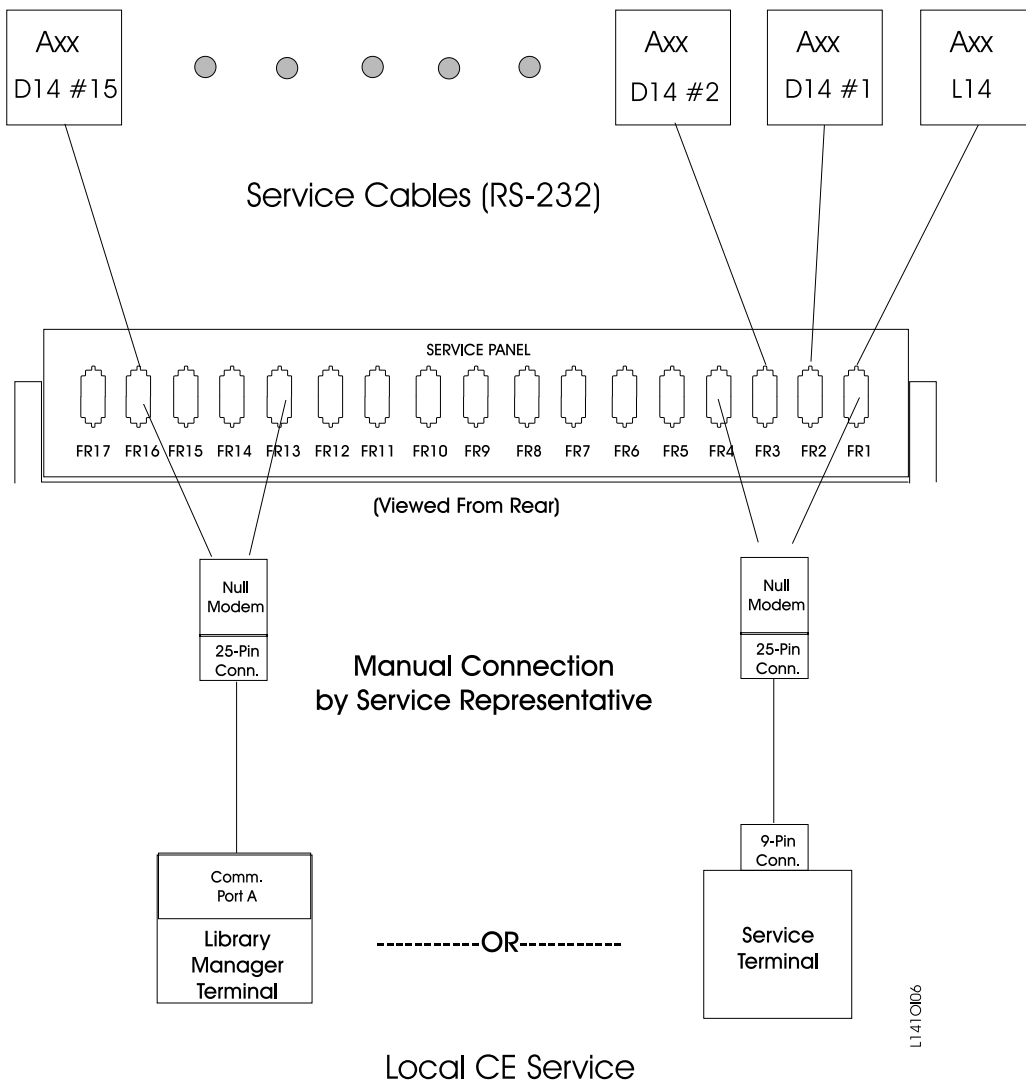 Axx
D14 #15
Axx
D14 #2
Axx
D14 #1
Axx
L14
Service Cables (RS-232)
SERVICE PANEL
FR17 FR16 FR15 FR14 FR13 FR12 FR11 FR10 FR9 FR8 FR7 FR6 FR5 FR4 FR3 FR2 FR1
(Viewed From Rear)
Null
Modem
25-Pin
Conn.
Null
Modem
25-Pin
Conn.
Manual Connection
by Service Representative
Comm.
Port A
Library
Manager
Terminal
----------OR----------
9-Pin
Conn.
Service
Terminal
L141OI06
Local CE Service